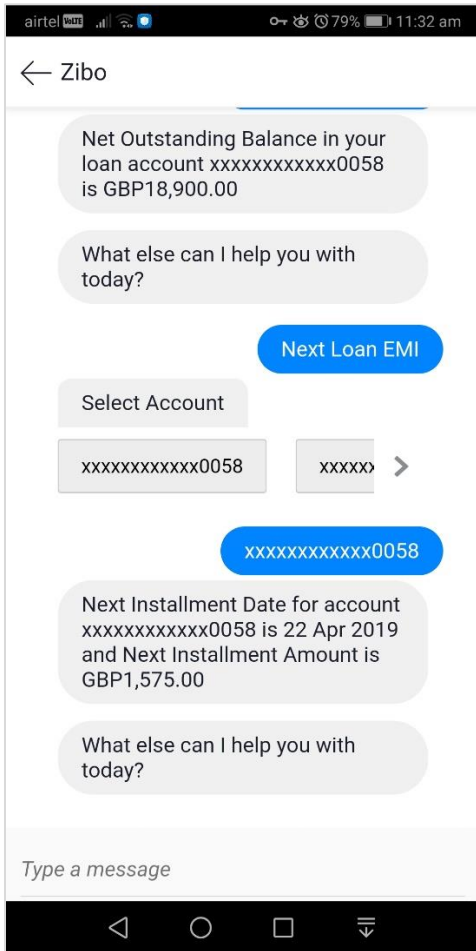 airtel VoLTE 79% 11:32 am
Zibo
Net Outstanding Balance in your
loan account xxxxxxxxxxxx0058
is GBP18,900.00
What else can I help you with
today?
Next Loan EMI
Select Account
xxxxxxxxxxxx0058 xxxxxx
xxxxxxxxxxxx0058
Next Installment Date for account
xxxxxxxxxxxx0058 is 22 Apr 2019
and Next Installment Amount is
GBP1,575.00
What else can I help you with
today?
Type a message